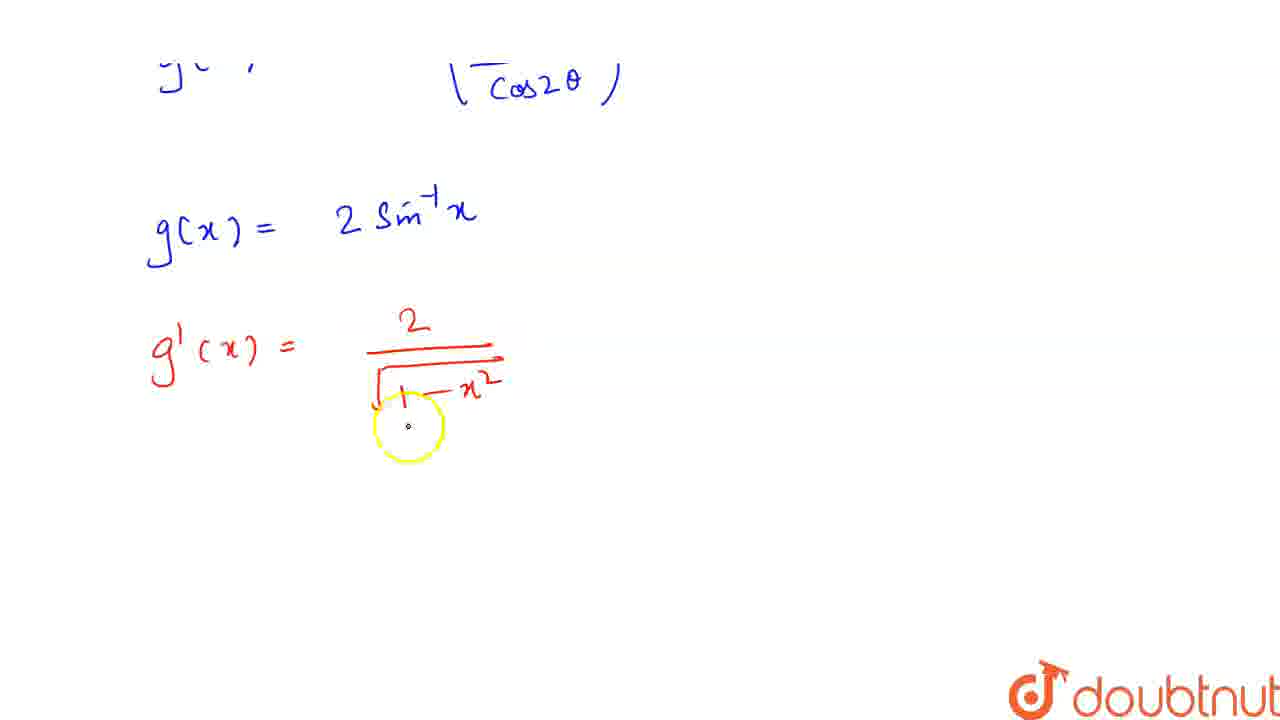 cos2θ )
g(x) = 2 Sin⁻¹x
g'(x) = 2
√1 - x²
doubtnut